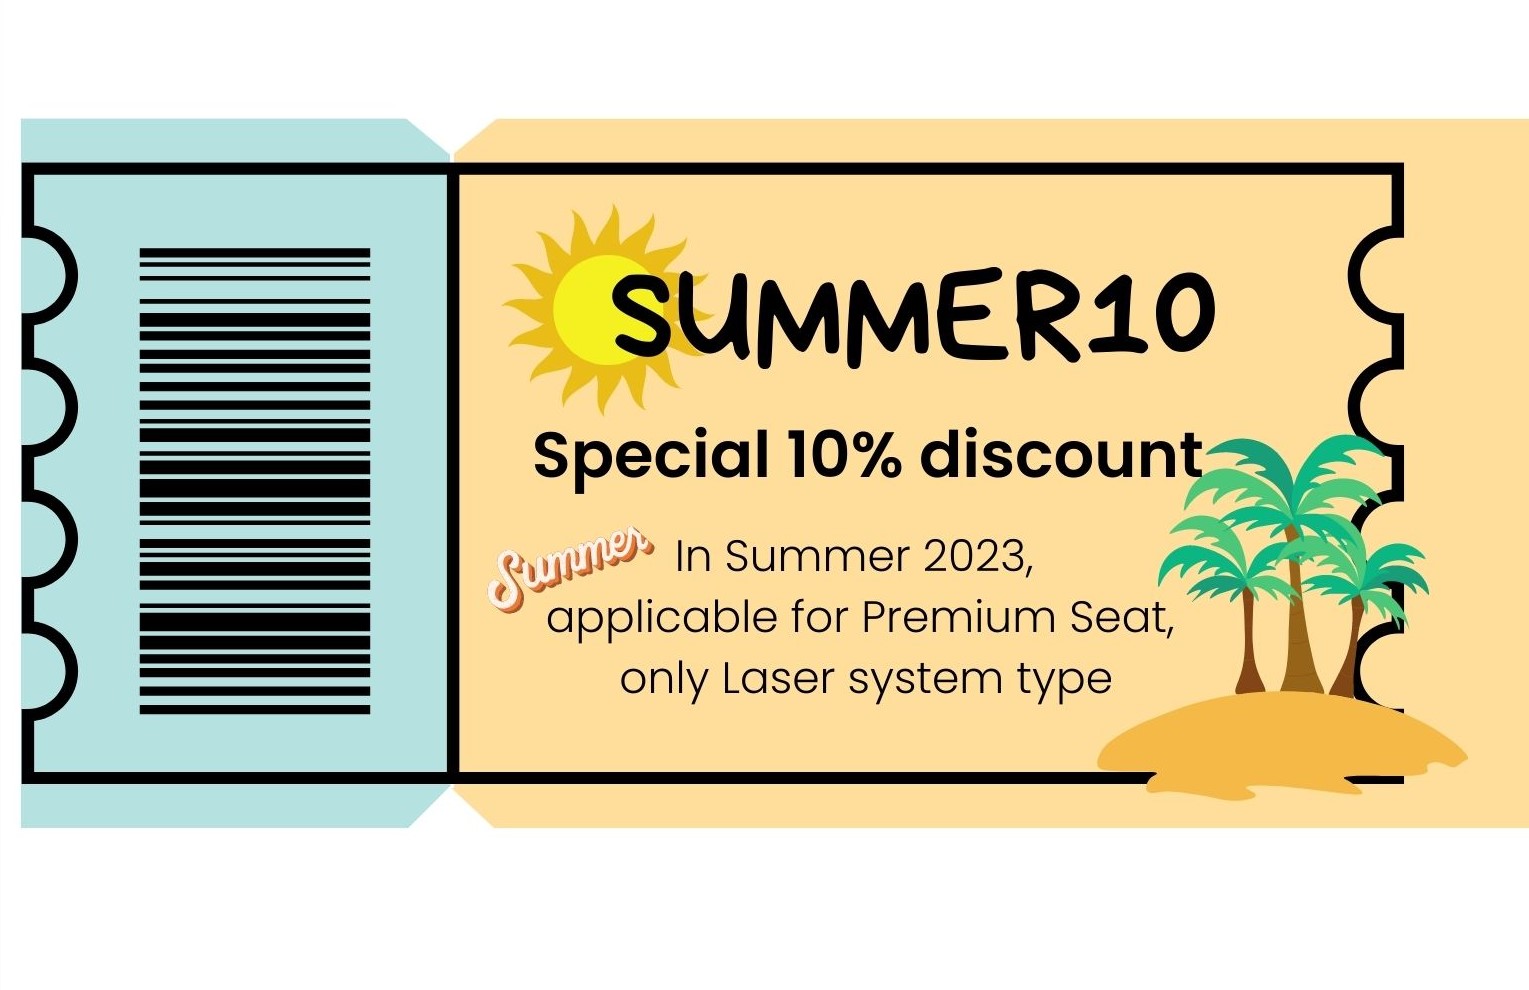 SUMMER10
Special 10% discount
Summer
In Summer 2023,
applicable for Premium Seat,
only Laser system type